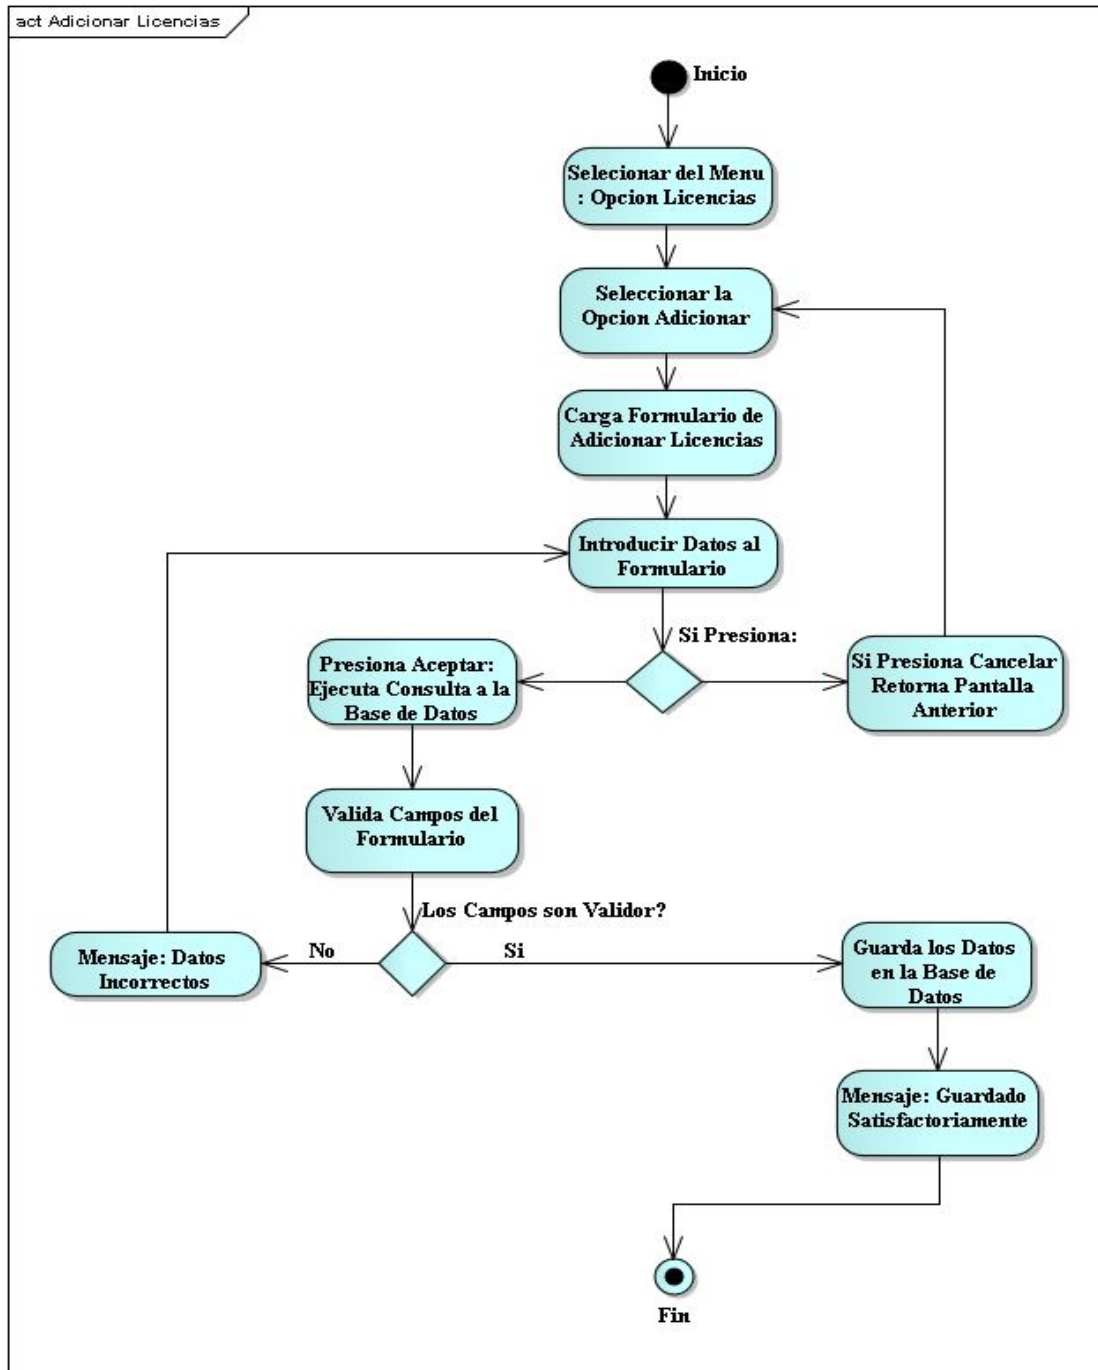 act Adicionar Licencias
Inicio
Selecionar del Menu
: Opcion Licencias
Seleccionar la
Opcion Adicionar
Carga Formulario de
Adicionar Licencias
Introducir Datos al
Formulario
Si Presiona:
Presiona Aceptar:
Ejecuta Consulta a la
Base de Datos
Si Presiona Cancelar
Retorna Pantalla
Anterior
Valida Campos del
Formulario
Los Campos son Validor?
No
Si
Mensaje: Datos
Incorrectos
Guarda los Datos
en la Base de
Datos
Mensaje: Guardado
Satisfactoriamente
Fin